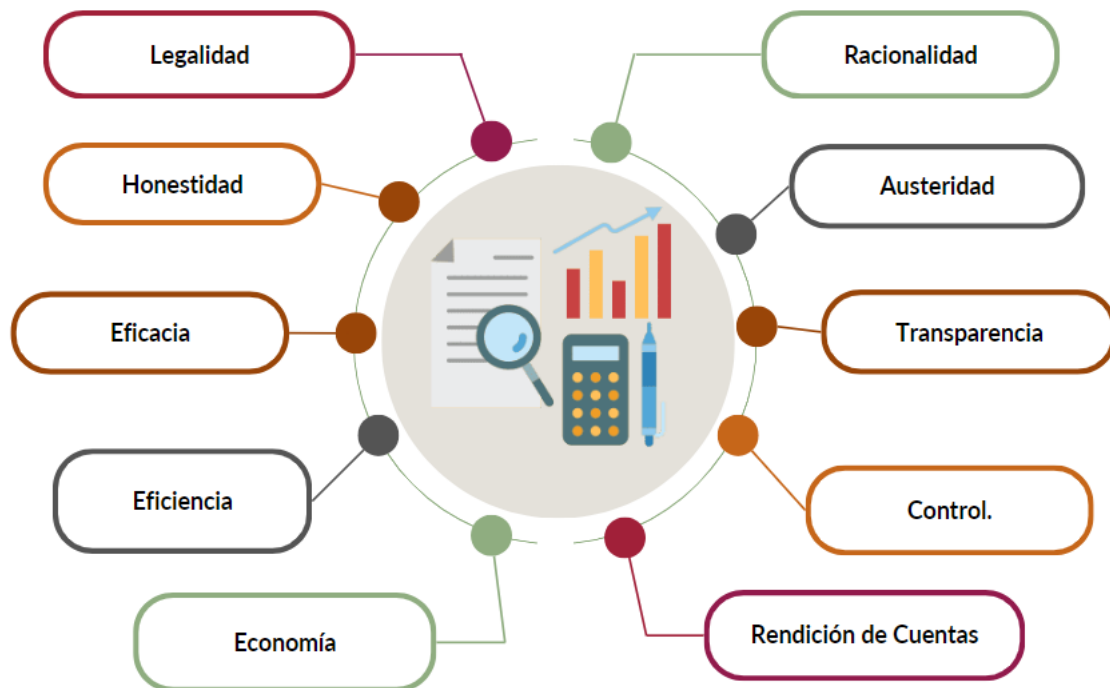 Legalidad
Honestidad
Eficacia
Eficiencia
Economía
Racionalidad
Austeridad
Transparencia
Control.
Rendición de Cuentas